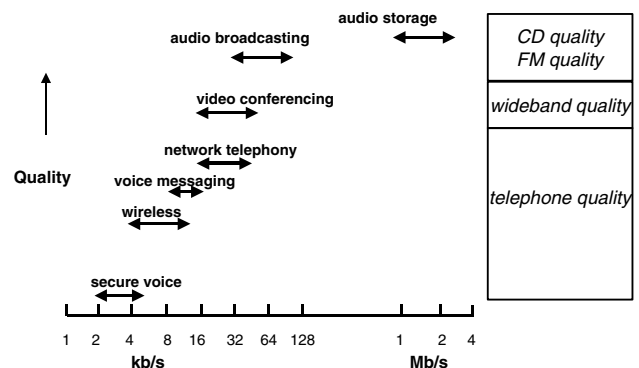 audio storage
audio broadcasting
CD quality
FM quality
video conferencing
wideband quality
network telephony
Quality
voice messaging
telephone quality
wireless
secure voice
1 2 4 8 16 32 64 128 1 2 4
kb/s Mb/s